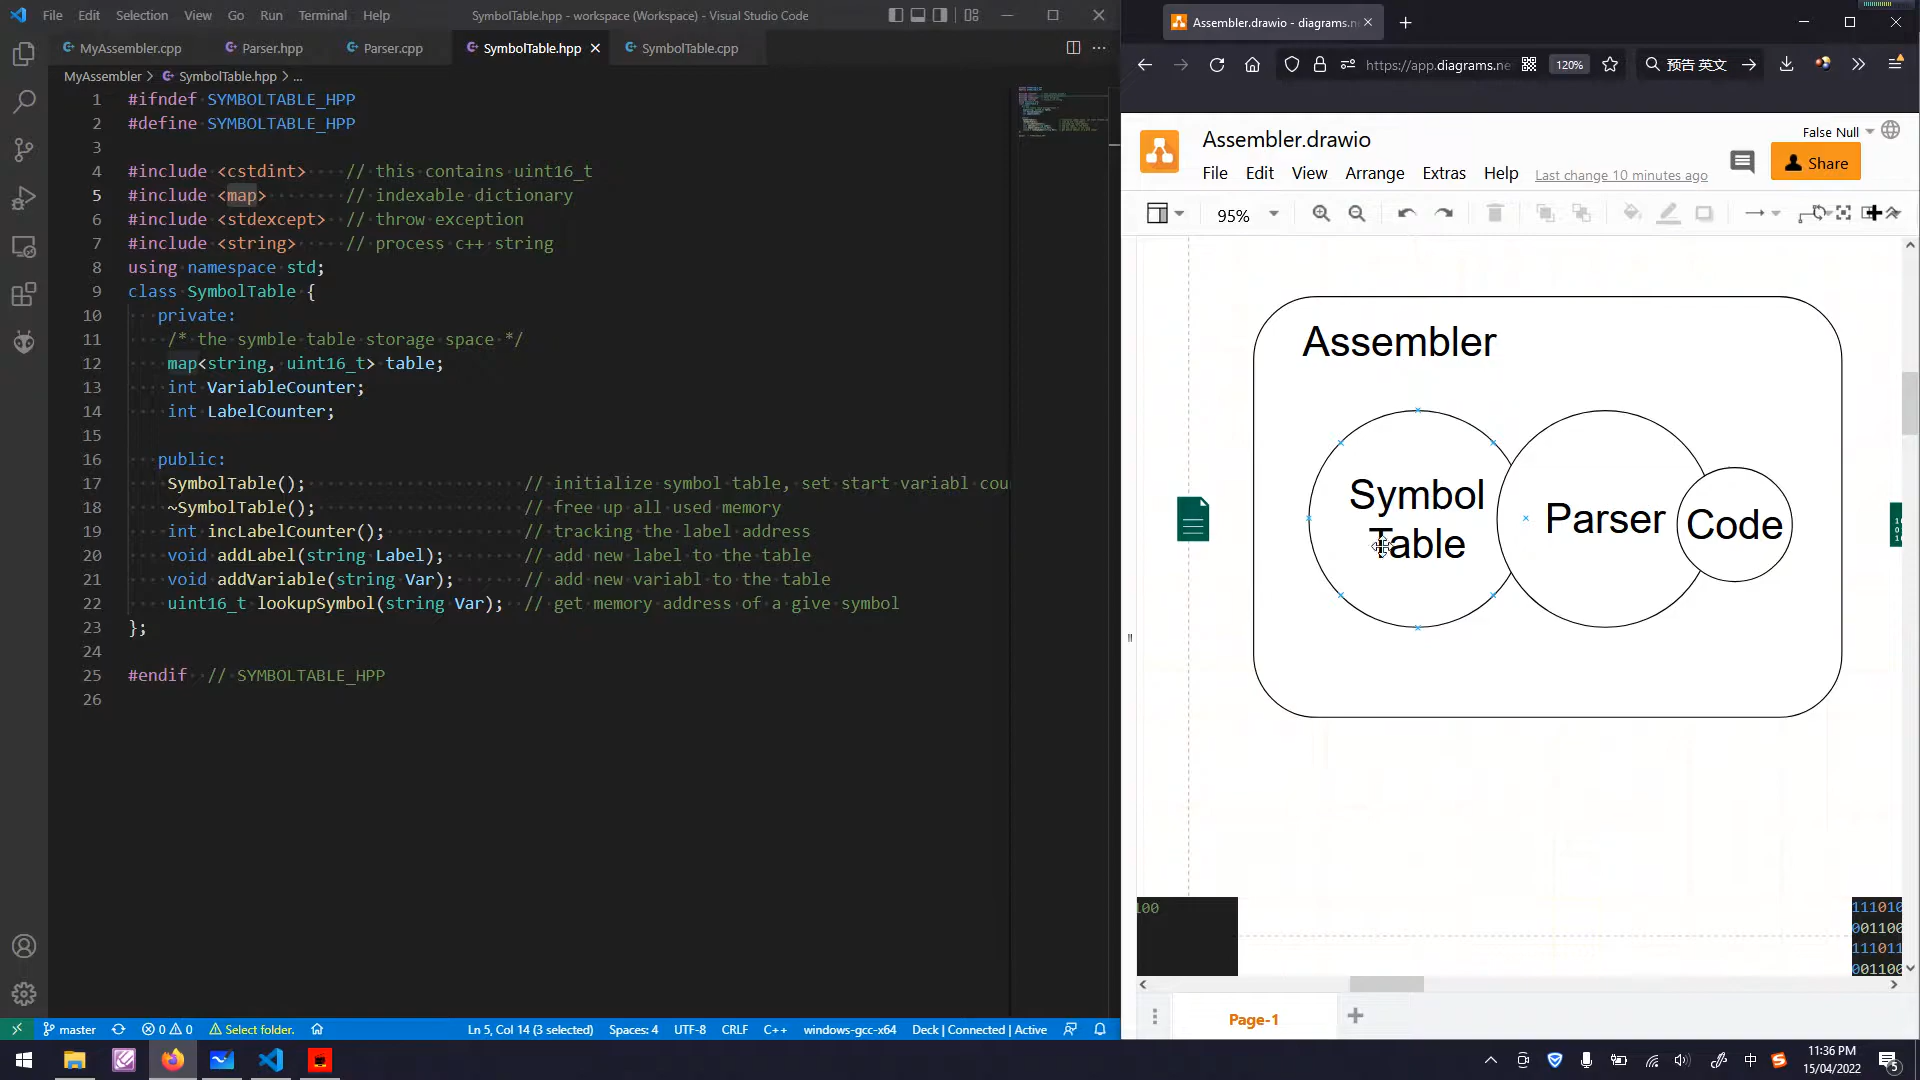 File Edit Selection View Go Run Terminal Help SymbolTable.hpp - workspace (Workspace) - Visual Studio Code
MyAssembler.cpp Parser.hpp Parser.cpp SymbolTable.hpp SymbolTable.cpp
MyAssembler > SymbolTable.hpp > ...
1 #ifndef SYMBOLTABLE_HPP
2 #define SYMBOLTABLE_HPP
3
4 #include <cstdint> // this contains uint16_t
5 #include <map> // indexable dictionary
6 #include <stdexcept> // throw exception
7 #include <string> // process c++ string
8 using namespace std;
9 class SymbolTable {
10 private:
11 /* the symble table storage space */
12 map<string, uint16_t> table;
13 int VariableCounter;
14 int LabelCounter;
15
16 public:
17 SymbolTable(); // initialize symbol table, set start variabl cou
18 ~SymbolTable(); // free up all used memory
19 int incLabelCounter(); // tracking the label address
20 void addLabel(string Label); // add new label to the table
21 void addVariable(string Var); // add new variabl to the table
22 uint16_t lookupSymbol(string Var); // get memory address of a give symbol
23 };
24
25 #endif // SYMBOLTABLE_HPP
26
master 0 0 Select folder. Ln 5, Col 14 (3 selected) Spaces: 4 UTF-8 CRLF C++ windows-gcc-x64 Deck | Connected | Active
Assembler.drawio - diagrams.n
https://app.diagrams.ne 120% 预告 英文
Assembler.drawio
False Null
Share
File Edit View Arrange Extras Help Last change 10 minutes ago
95%
Assembler
Symbol
Table
Parser
Code
100
111010
001100
111011
001100
Page-1
中
11:36 PM
15/04/2022
5